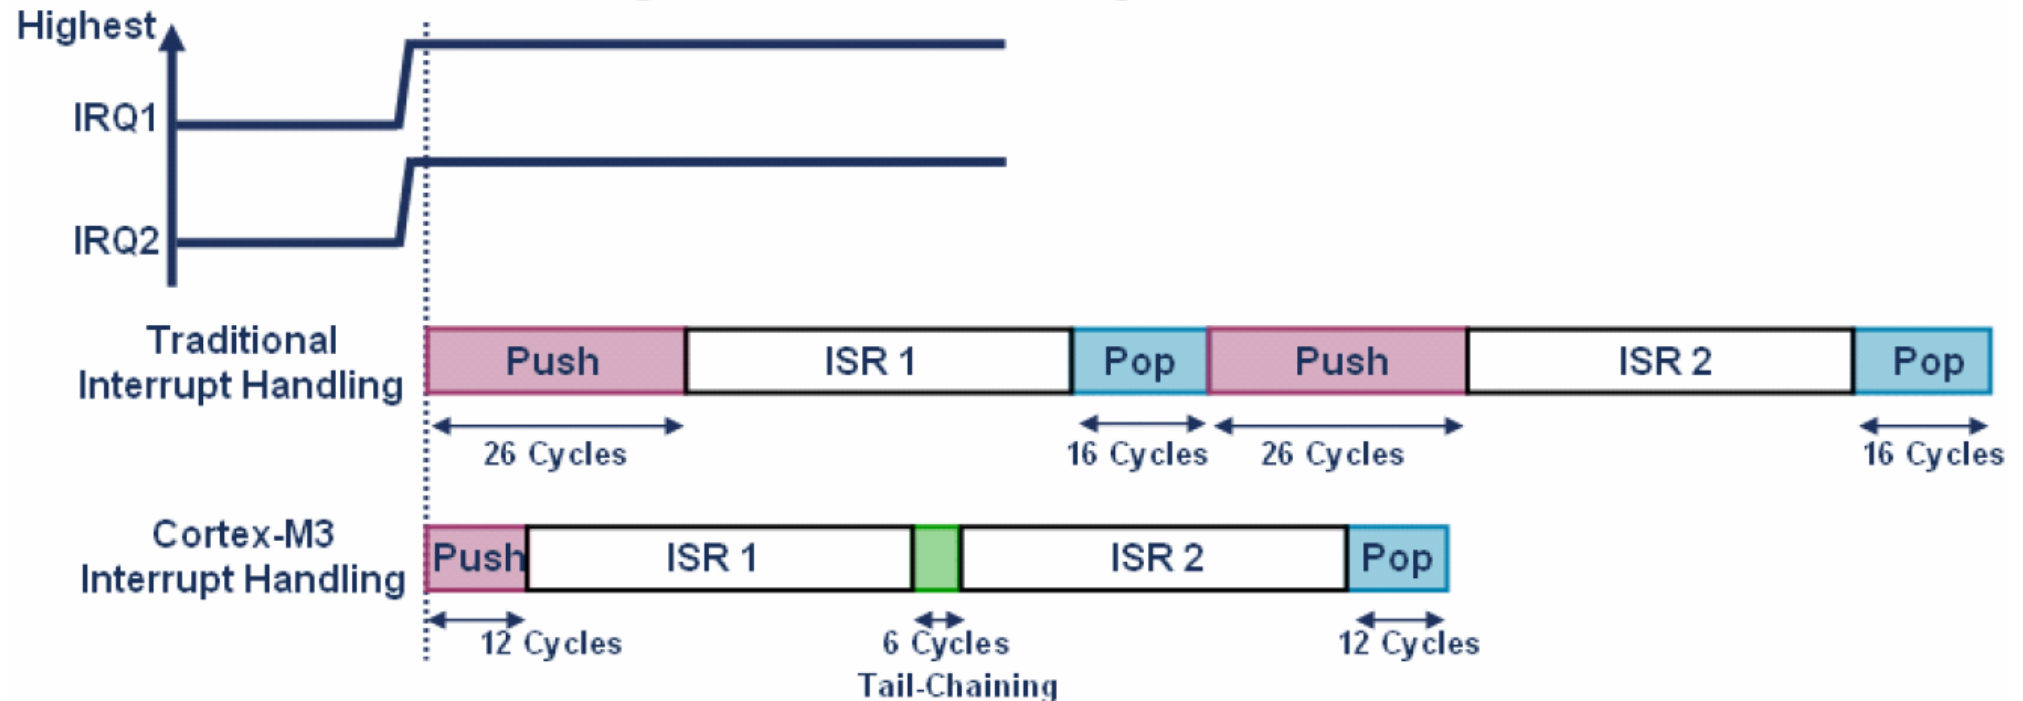 Highest
IRQ1
IRQ2
Traditional
Interrupt Handling
Push
ISR 1
Pop
Push
ISR 2
Pop
26 Cycles
16 Cycles
26 Cycles
16 Cycles
Cortex-M3
Interrupt Handling
Push
ISR 1
ISR 2
Pop
12 Cycles
6 Cycles
12 Cycles
Tail-Chaining